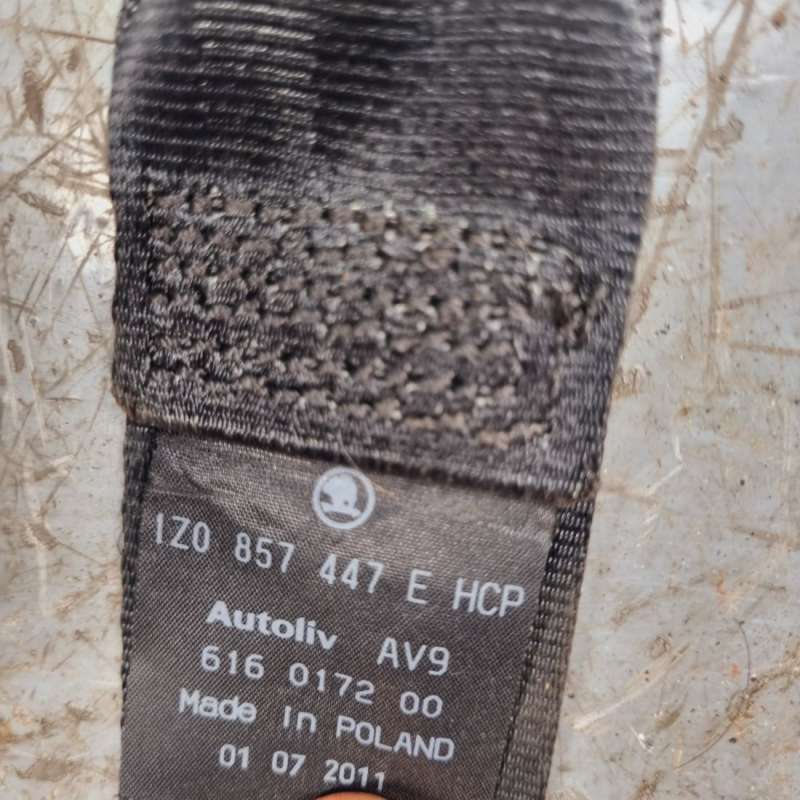 1Z0 857 447 E HCP
Autoliv AV9
616 0172 00
Made in POLAND
01 07 2011